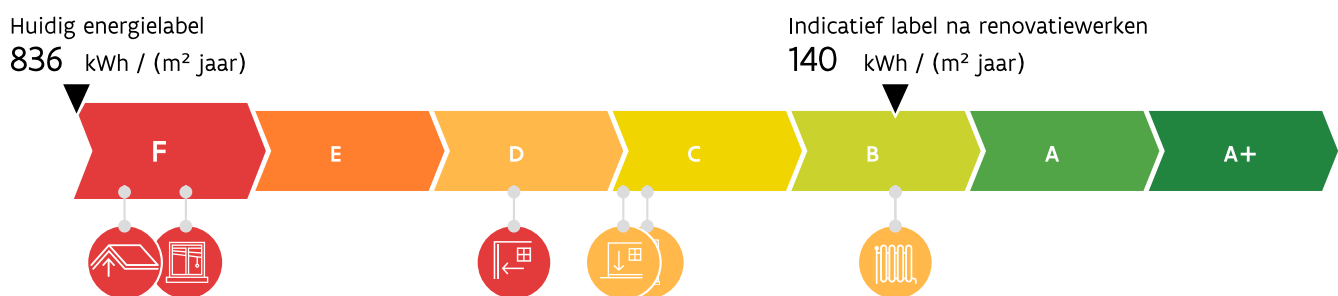 Huidig energielabel
836 kWh / (m² jaar)
Indicatief label na renovatiewerken
140 kWh / (m² jaar)
F E D C B A A+